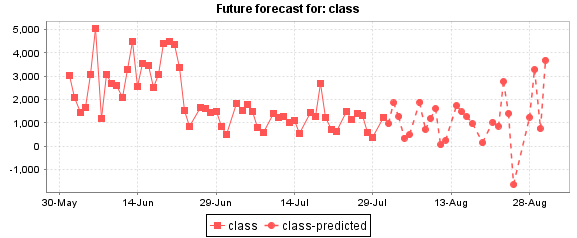 Future forecast for: class
5,000
4,000
3,000
2,000
1,000
0
-1,000
30-May 14-Jun 29-Jun 14-Jul 29-Jul 13-Aug 28-Aug
class class-predicted